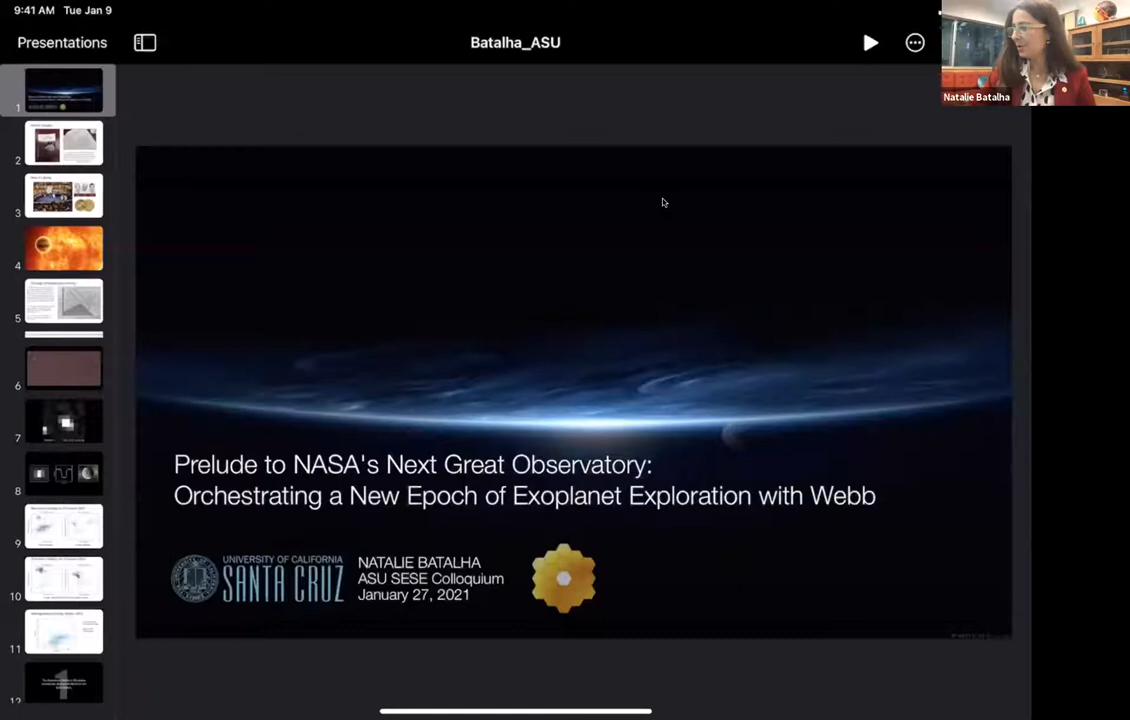 9:41 AM Tue Jan 9
Presentations
Batalha_ASU
Natalie Batalha
1
2
3
4
5
6
7
8
9
10
11
12
Prelude to NASA's Next Great Observatory:
Orchestrating a New Epoch of Exoplanet Exploration with Webb
UNIVERSITY OF CALIFORNIA
SANTA CRUZ
NATALIE BATALHA
ASU SESE Colloquium
January 27, 2021